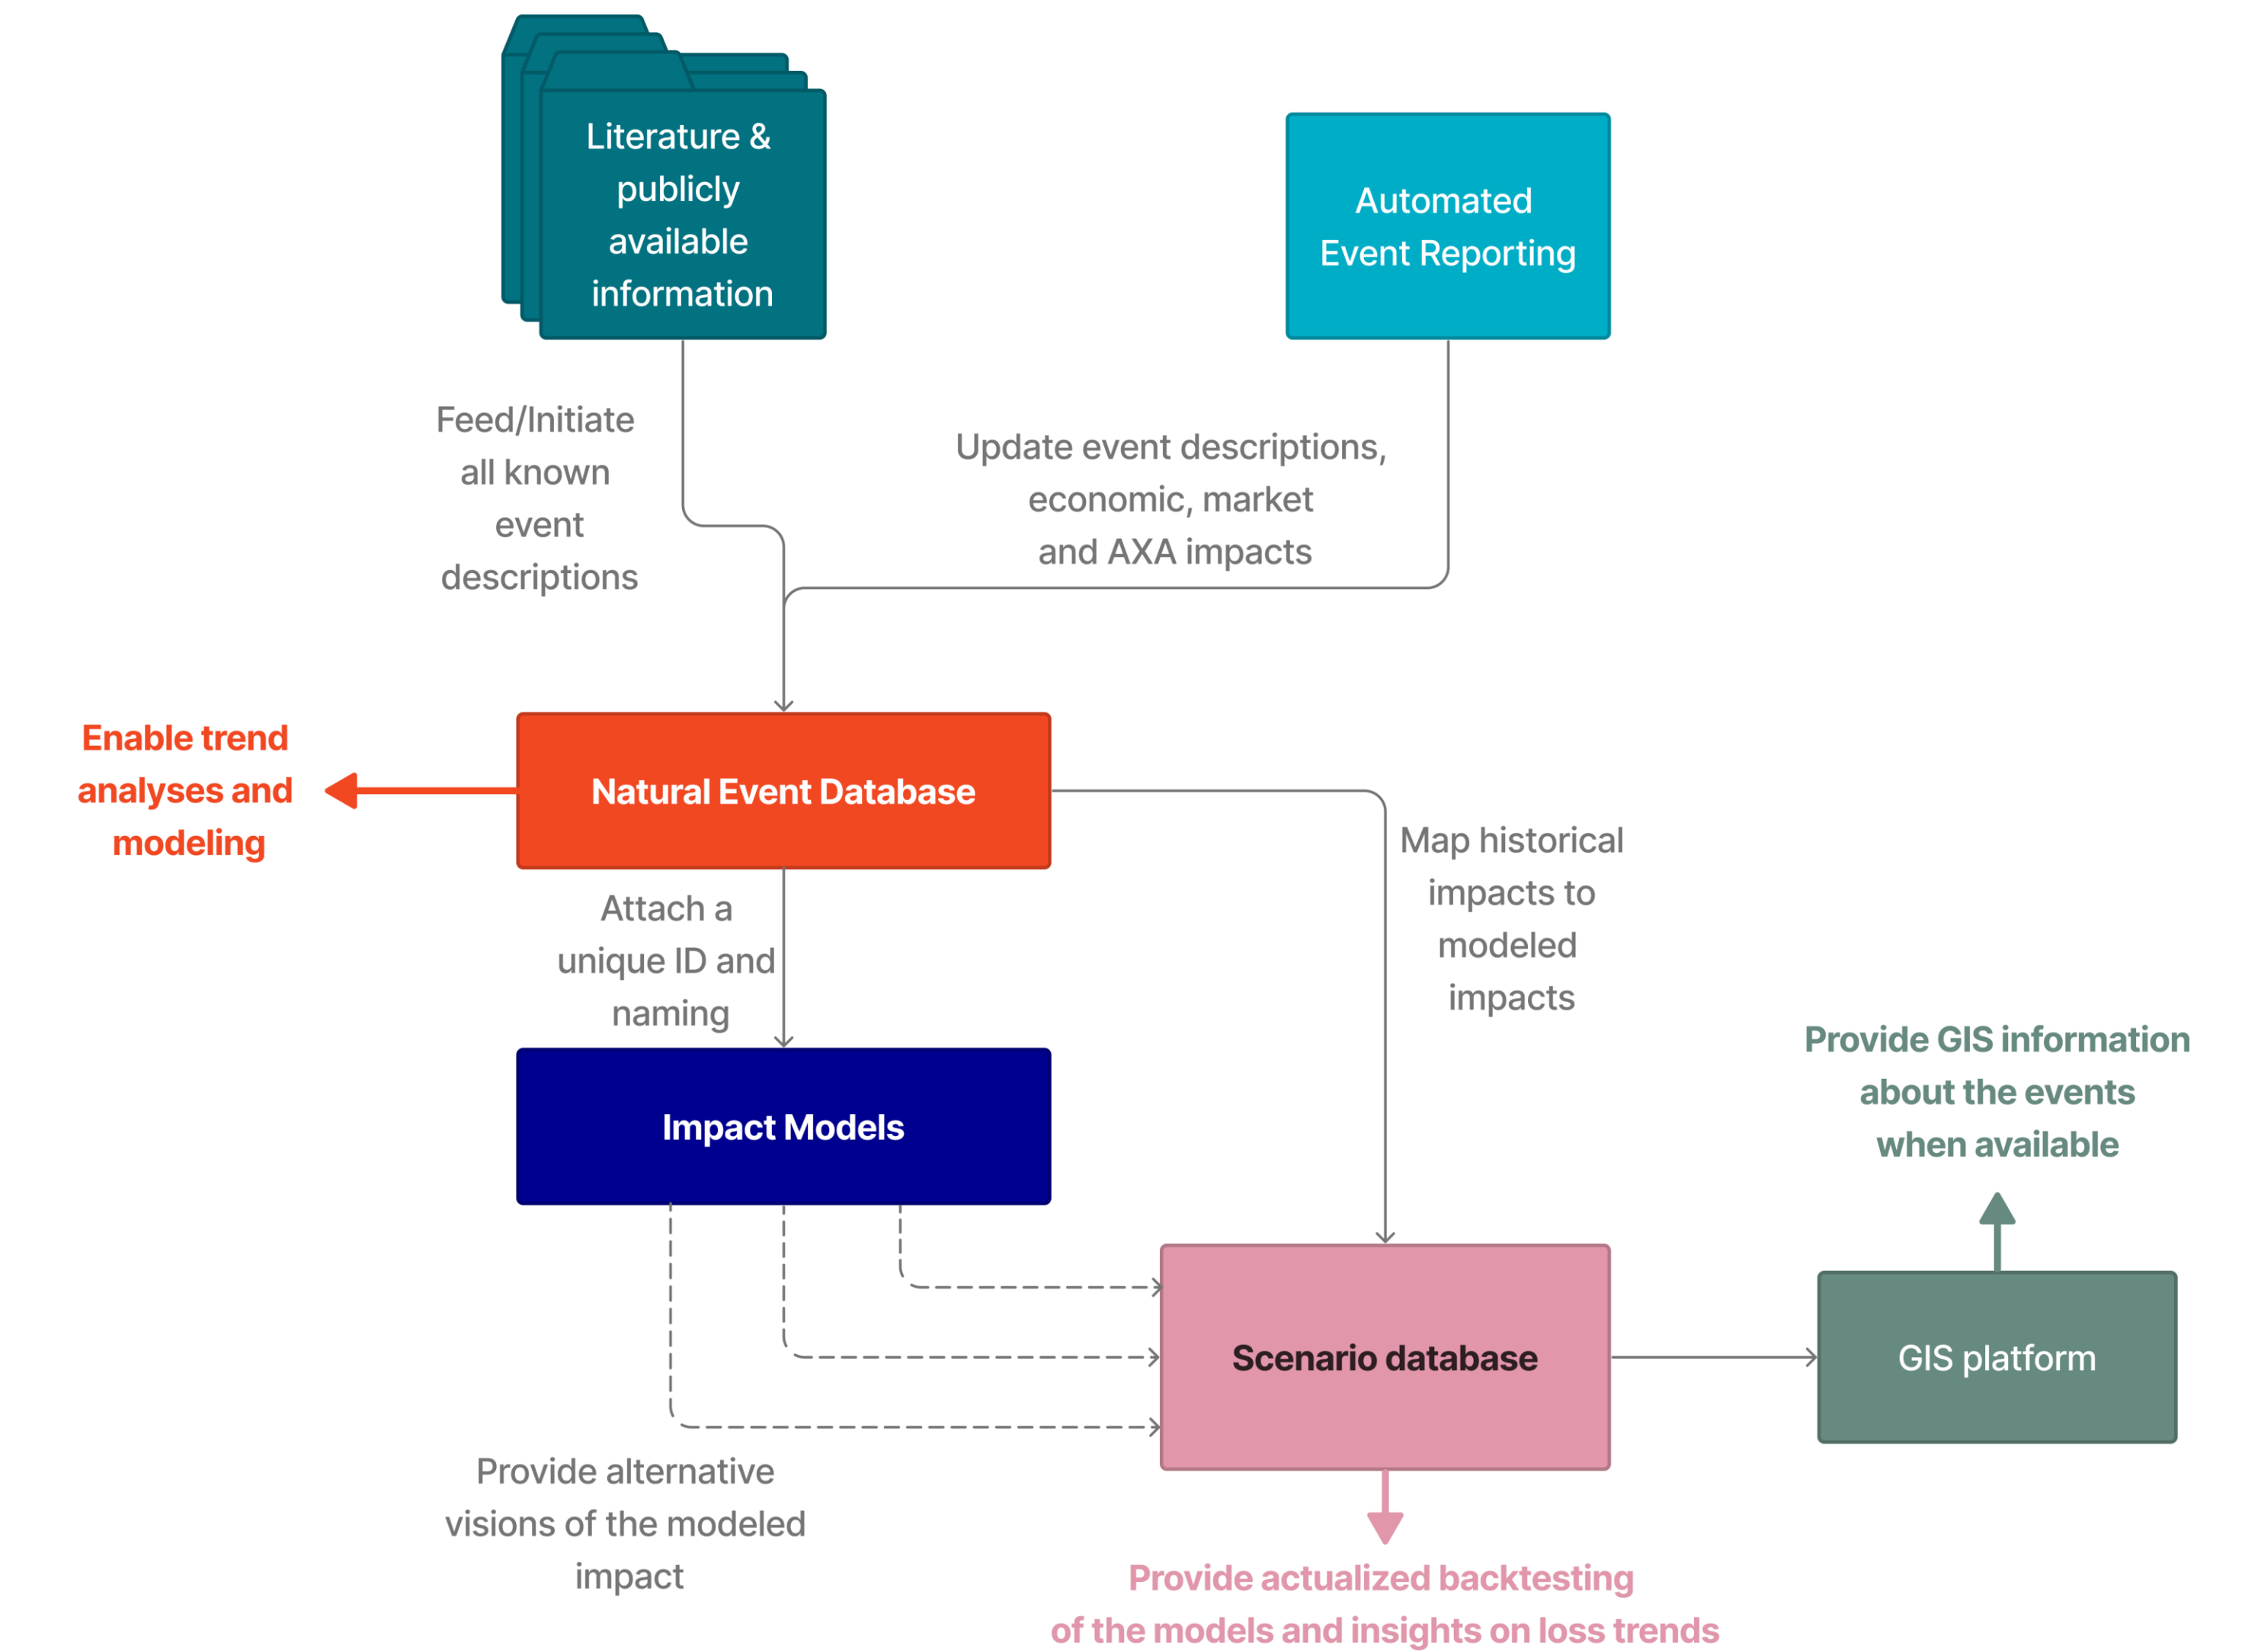 Literature &
publicly
available
information
Automated
Event Reporting
Feed/Initiate
all known
event
descriptions
Update event descriptions,
economic, market
and AXA impacts
Enable trend
analyses and
modeling
Natural Event Database
Map historical
impacts to
modeled
impacts
Attach a
unique ID and
naming
Impact Models
Provide GIS information
about the events
when available
Scenario database
GIS platform
Provide alternative
visions of the modeled
impact
Provide actualized backtesting
of the models and insights on loss trends